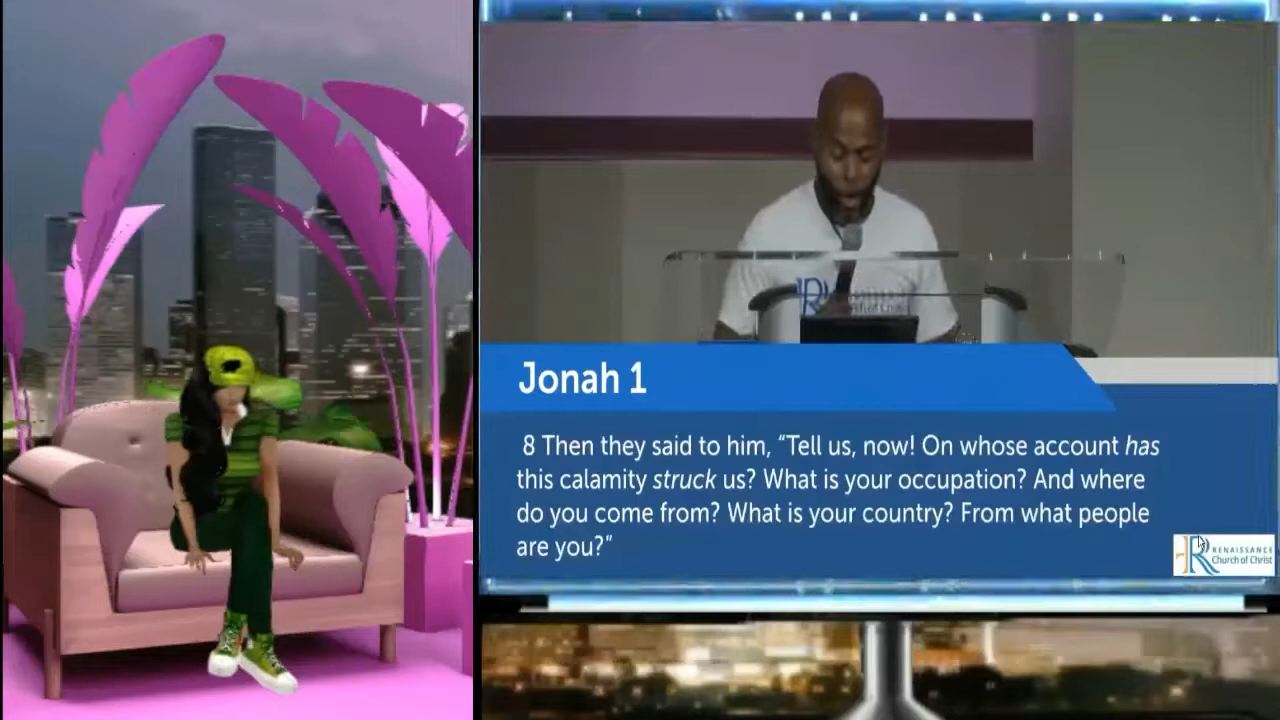 Jonah 1
8 Then they said to him, “Tell us, now! On whose account has
this calamity struck us? What is your occupation? And where
do you come from? What is your country? From what people
are you?”
RENAISSANCE
Church of Christ